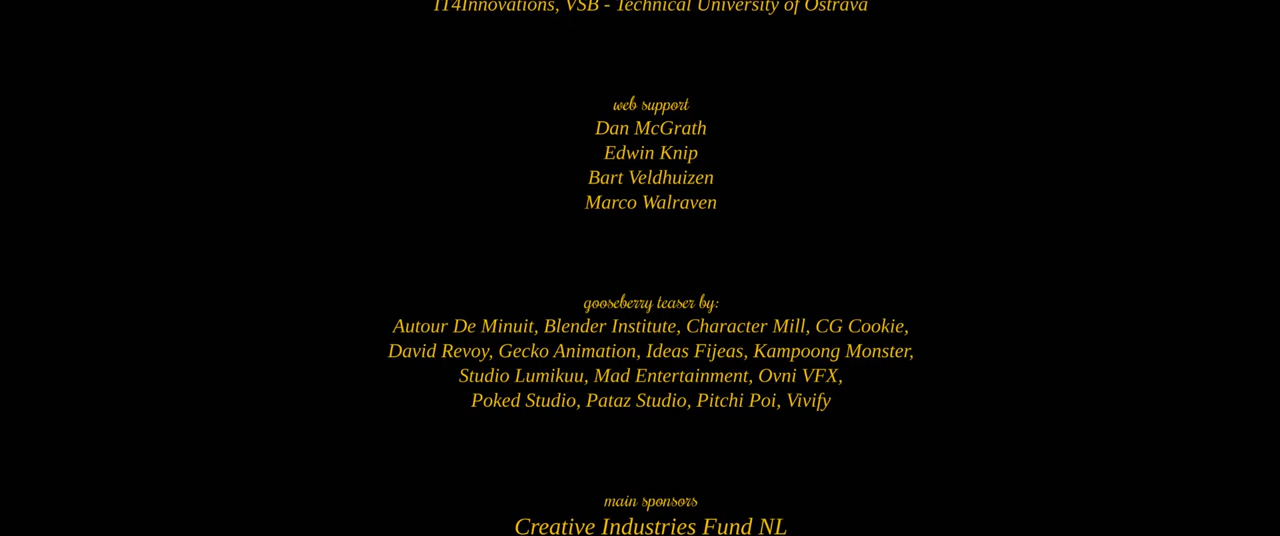 IT4Innovations, VSB - Technical University of Ostrava
web support
Dan McGrath
Edwin Knip
Bart Veldhuizen
Marco Walraven
gooseberry teaser by:
Autour De Minuit, Blender Institute, Character Mill, CG Cookie,
David Revoy, Gecko Animation, Ideas Fijeas, Kampoong Monster,
Studio Lumikuu, Mad Entertainment, Ovni VFX,
Poked Studio, Pataz Studio, Pitchi Poi, Vivify
main sponsors
Creative Industries Fund NL